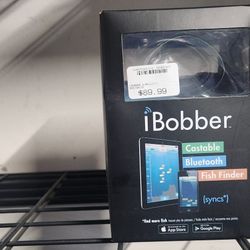 $89.99
iBobber
Castable
Bluetooth
Fish Finder
(syncs*)
App Store
Google Play